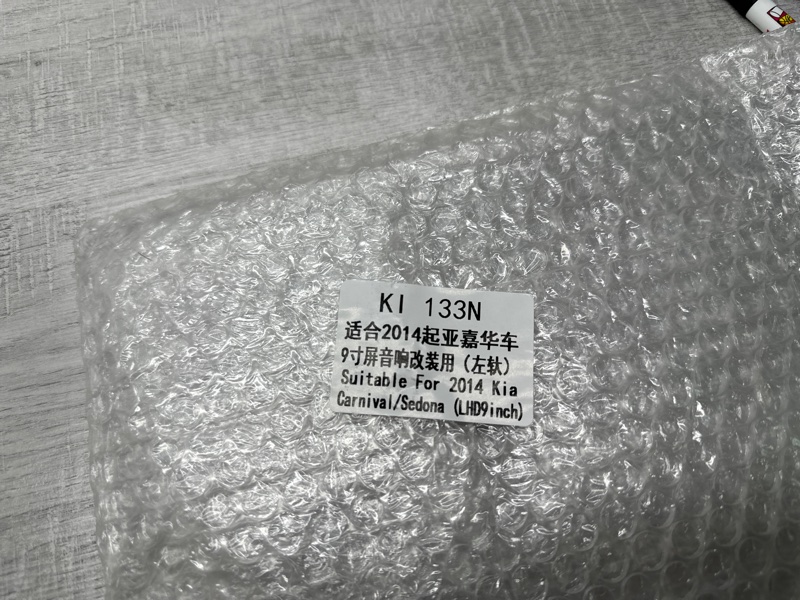 KI 133N
适合2014起亚嘉华车
9寸屏音响改装用（左轪）
Suitable For 2014 Kia
Carnival/Sedona (LHD9inch)